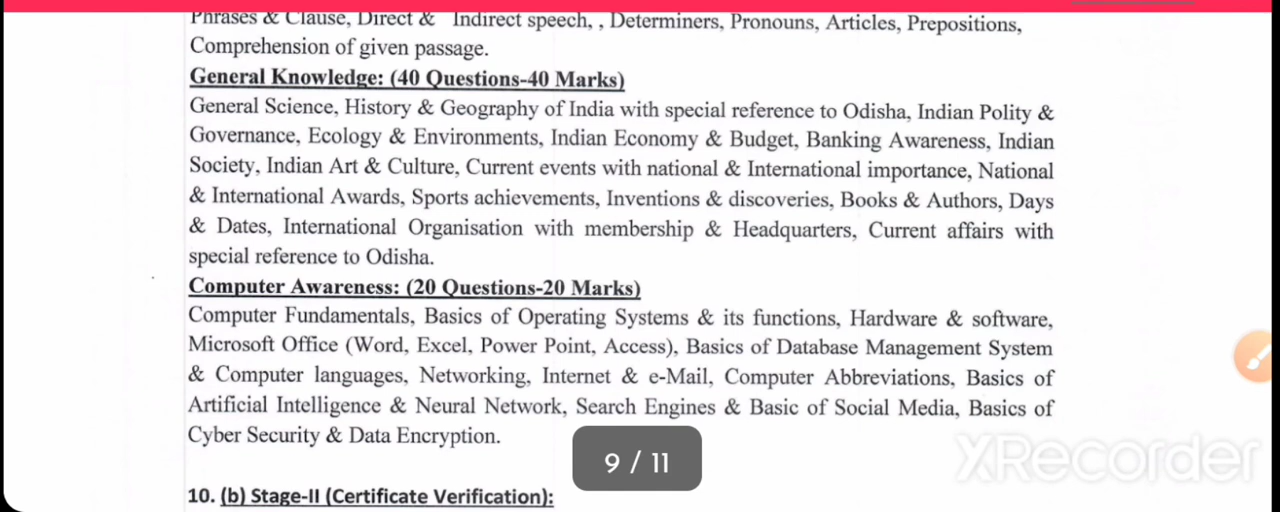 Phrases & Clause, Direct & Indirect speech, , Determiners, Pronouns, Articles, Prepositions,
Comprehension of given passage.
General Knowledge: (40 Questions-40 Marks)
General Science, History & Geography of India with special reference to Odisha, Indian Polity &
Governance, Ecology & Environments, Indian Economy & Budget, Banking Awareness, Indian
Society, Indian Art & Culture, Current events with national & International importance, National
& International Awards, Sports achievements, Inventions & discoveries, Books & Authors, Days
& Dates, International Organisation with membership & Headquarters, Current affairs with
special reference to Odisha.
Computer Awareness: (20 Questions-20 Marks)
Computer Fundamentals, Basics of Operating Systems & its functions, Hardware & software,
Microsoft Office (Word, Excel, Power Point, Access), Basics of Database Management System
& Computer languages, Networking, Internet & e-Mail, Computer Abbreviations, Basics of
Artificial Intelligence & Neural Network, Search Engines & Basic of Social Media, Basics of
Cyber Security & Data Encryption.
9 / 11
XRecorder
10. (b) Stage-II (Certificate Verification):